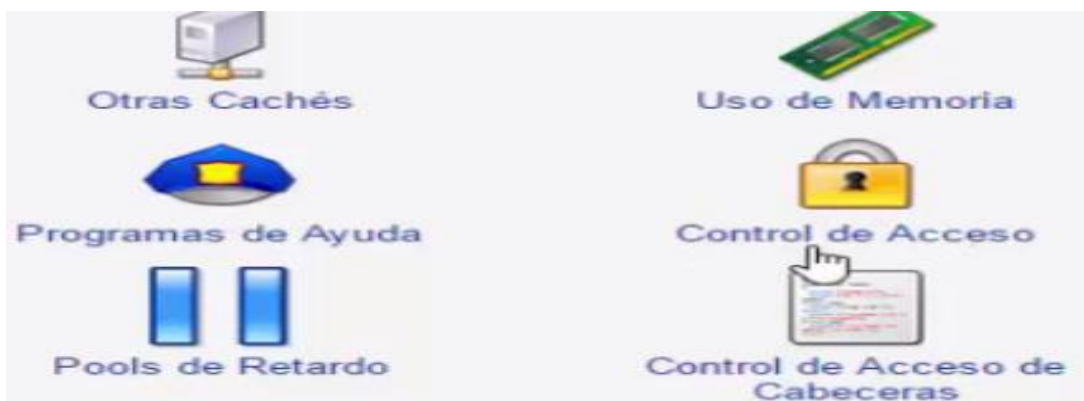 Otras Cachés
Uso de Memoria
Programas de Ayuda
Control de Acceso
Pools de Retardo
Control de Acceso de
Cabeceras